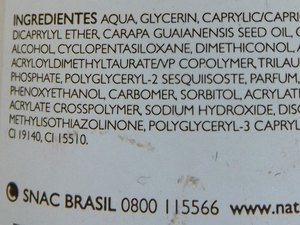 INGREDIENTES AQUA, GLYCERIN, CAPRYLIC/CAPRI
DICAPRYLYL ETHER, CARAPA GUAIANENSIS SEED OIL,
ALCOHOL, CYCLOPENTASILOXANE, DIMETHICONOL, A
ACRYLOYLDIMETHYLTAURATE/VP COPOLYMER, TRILAU
PHOSPHATE, POLYGLYCERYL-2 SESQUIISOSTE, PARFUM,
PHENOXYETHANOL, CARBOMER, SORBITOL, ACRYLAT
ACRYLATE CROSSPOLYMER, SODIUM HYDROXIDE, DISC
METHYLISOTHIAZOLINONE, POLYGLYCERYL-3 CAPRYL
CI 19140, CI 15510.
SNAC BRASIL 0800 115566 www.nat